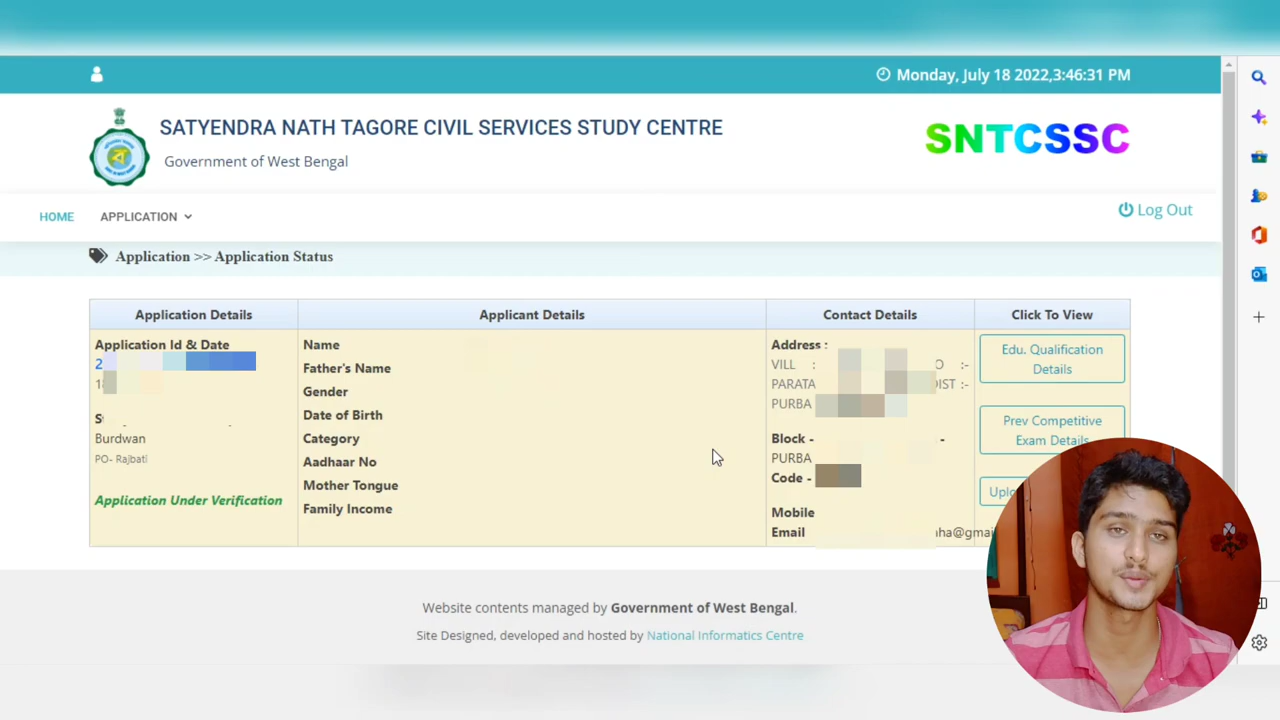 Monday, July 18 2022,3:46:31 PM
SATYENDRA NATH TAGORE CIVIL SERVICES STUDY CENTRE
Government of West Bengal
SNTCSSC
HOME
APPLICATION
Log Out
Application >> Application Status
Application Details
Applicant Details
Contact Details
Click To View
Application Id & Date
Burdwan
PO- Rajbati
Application Under Verification
Name
Father's Name
Gender
Date of Birth
Category
Aadhaar No
Mother Tongue
Family Income
Address :
VILL :
O :-
PARATA
DIST :-
PURBA
Block - -
PURBA
Code -
Mobile
Email
Edu. Qualification
Details
Prev Competitive
Exam Details
Website contents managed by Government of West Bengal.
Site Designed, developed and hosted by National Informatics Centre